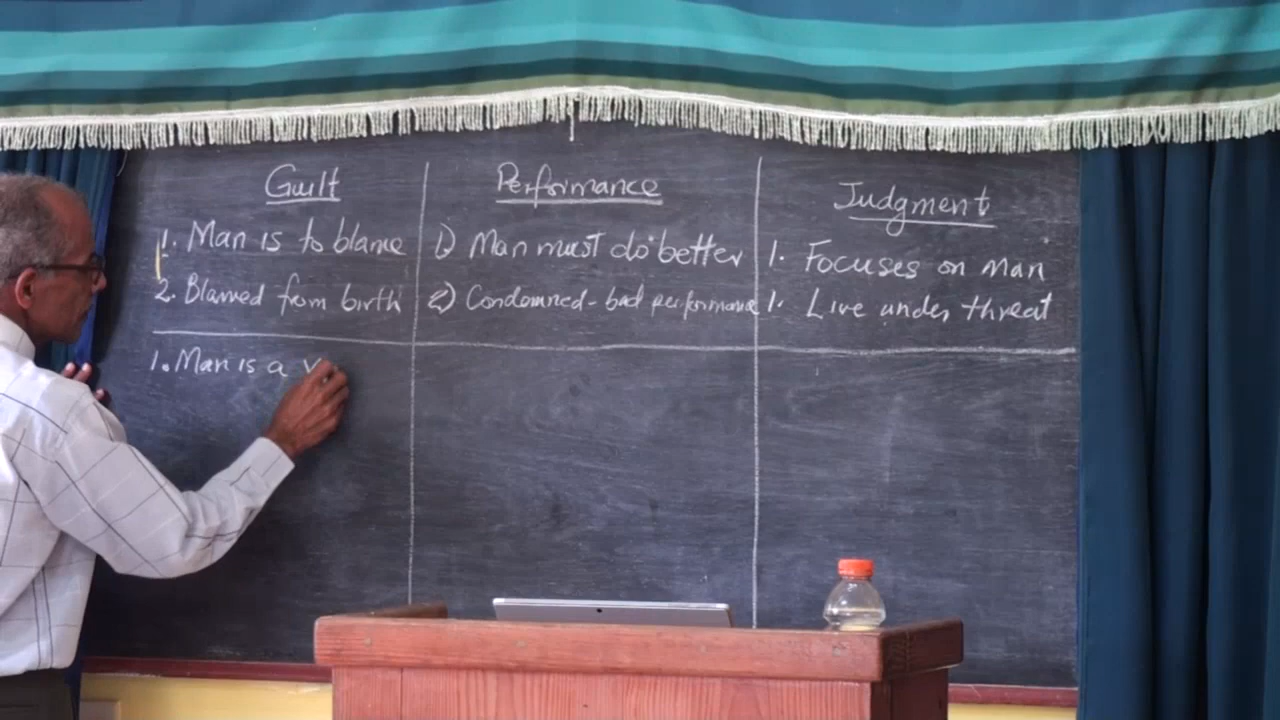 Guilt
1. Man is to blame
2. Blamed from birth
1. Man is a v
Performance
1) Man must do better
2) Condemned - bad performance
Judgment
1. Focuses on Man
1. Live under threat